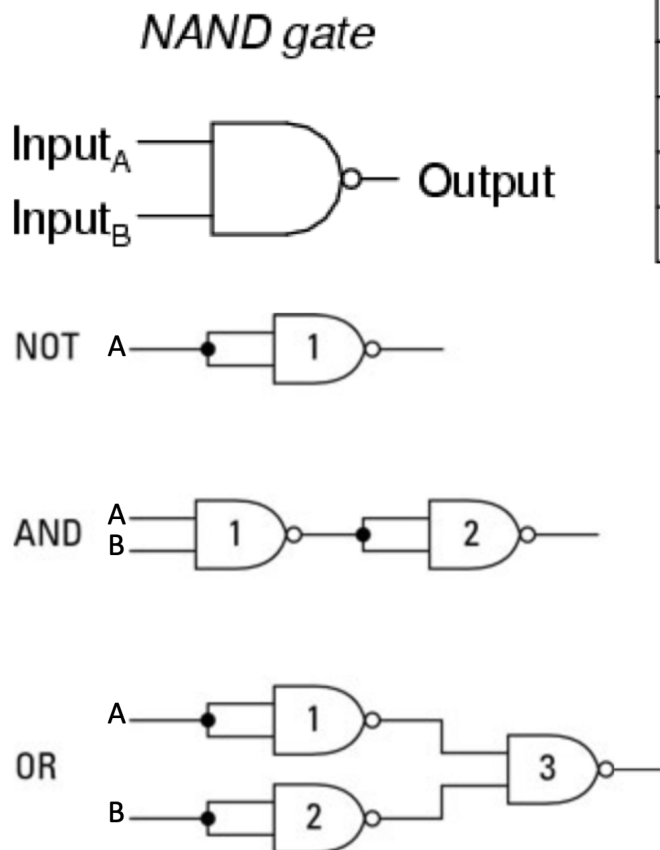 NAND gate
Input_A
Input_B
Output
NOT A 1
A
AND B 1 2
A 1
OR 3
B 2